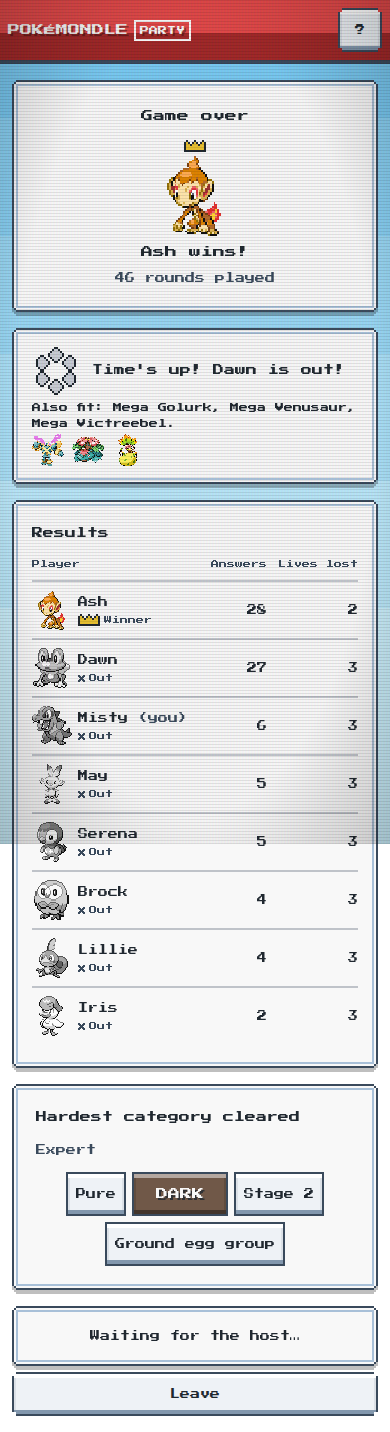 POKéMONDLE PARTY
?
Game over
Ash wins!
46 rounds played
Time's up! Dawn is out!
Also fit: Mega Golurk, Mega Venusaur,
Mega Victreebel.
Results
Player Answers Lives lost
Ash 28 2
Winner
Dawn 27 3
x Out
Misty (you) 6 3
x Out
May 5 3
x Out
Serena 5 3
x Out
Brock 4 3
x Out
Lillie 4 3
x Out
Iris 2 3
x Out
Hardest category cleared
Expert
Pure DARK Stage 2
Ground egg group
Waiting for the host…
Leave